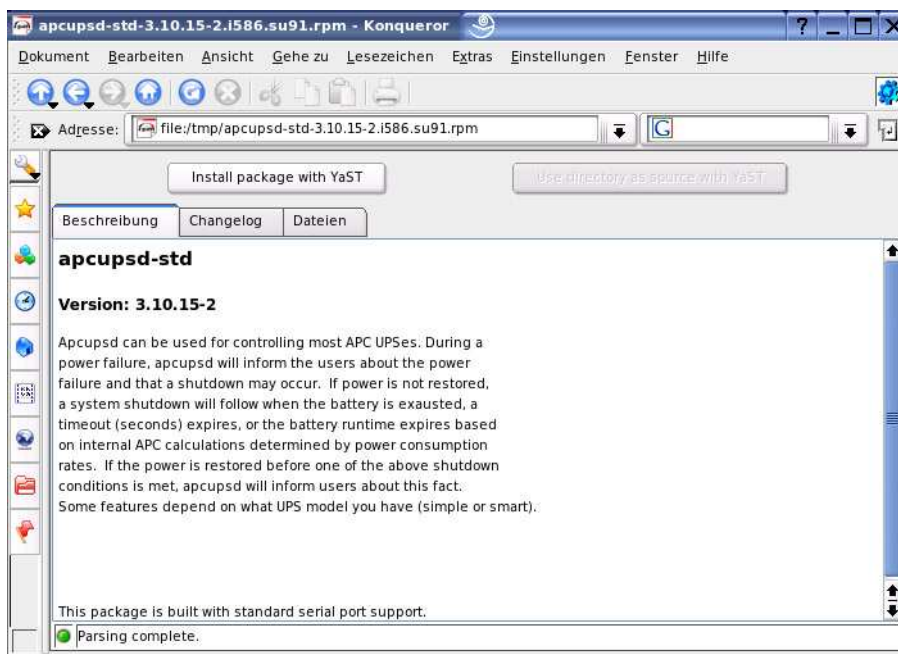 apcupsd-std-3.10.15-2.i586.su91.rpm - Konqueror
Dokument Bearbeiten Ansicht Gehe zu Lesezeichen Extras Einstellungen Fenster Hilfe
Adresse: file:/tmp/apcupsd-std-3.10.15-2.i586.su91.rpm
Install package with YaST Use directory as source with YaST
Beschreibung Changelog Dateien
apcupsd-std
Version: 3.10.15-2
Apcupsd can be used for controlling most APC UPSes. During a
power failure, apcupsd will inform the users about the power
failure and that a shutdown may occur. If power is not restored,
a system shutdown will follow when the battery is exausted, a
timeout (seconds) expires, or the battery runtime expires based
on internal APC calculations determined by power consumption
rates. If the power is restored before one of the above shutdown
conditions is met, apcupsd will inform users about this fact.
Some features depend on what UPS model you have (simple or smart).
This package is built with standard serial port support.
Parsing complete.